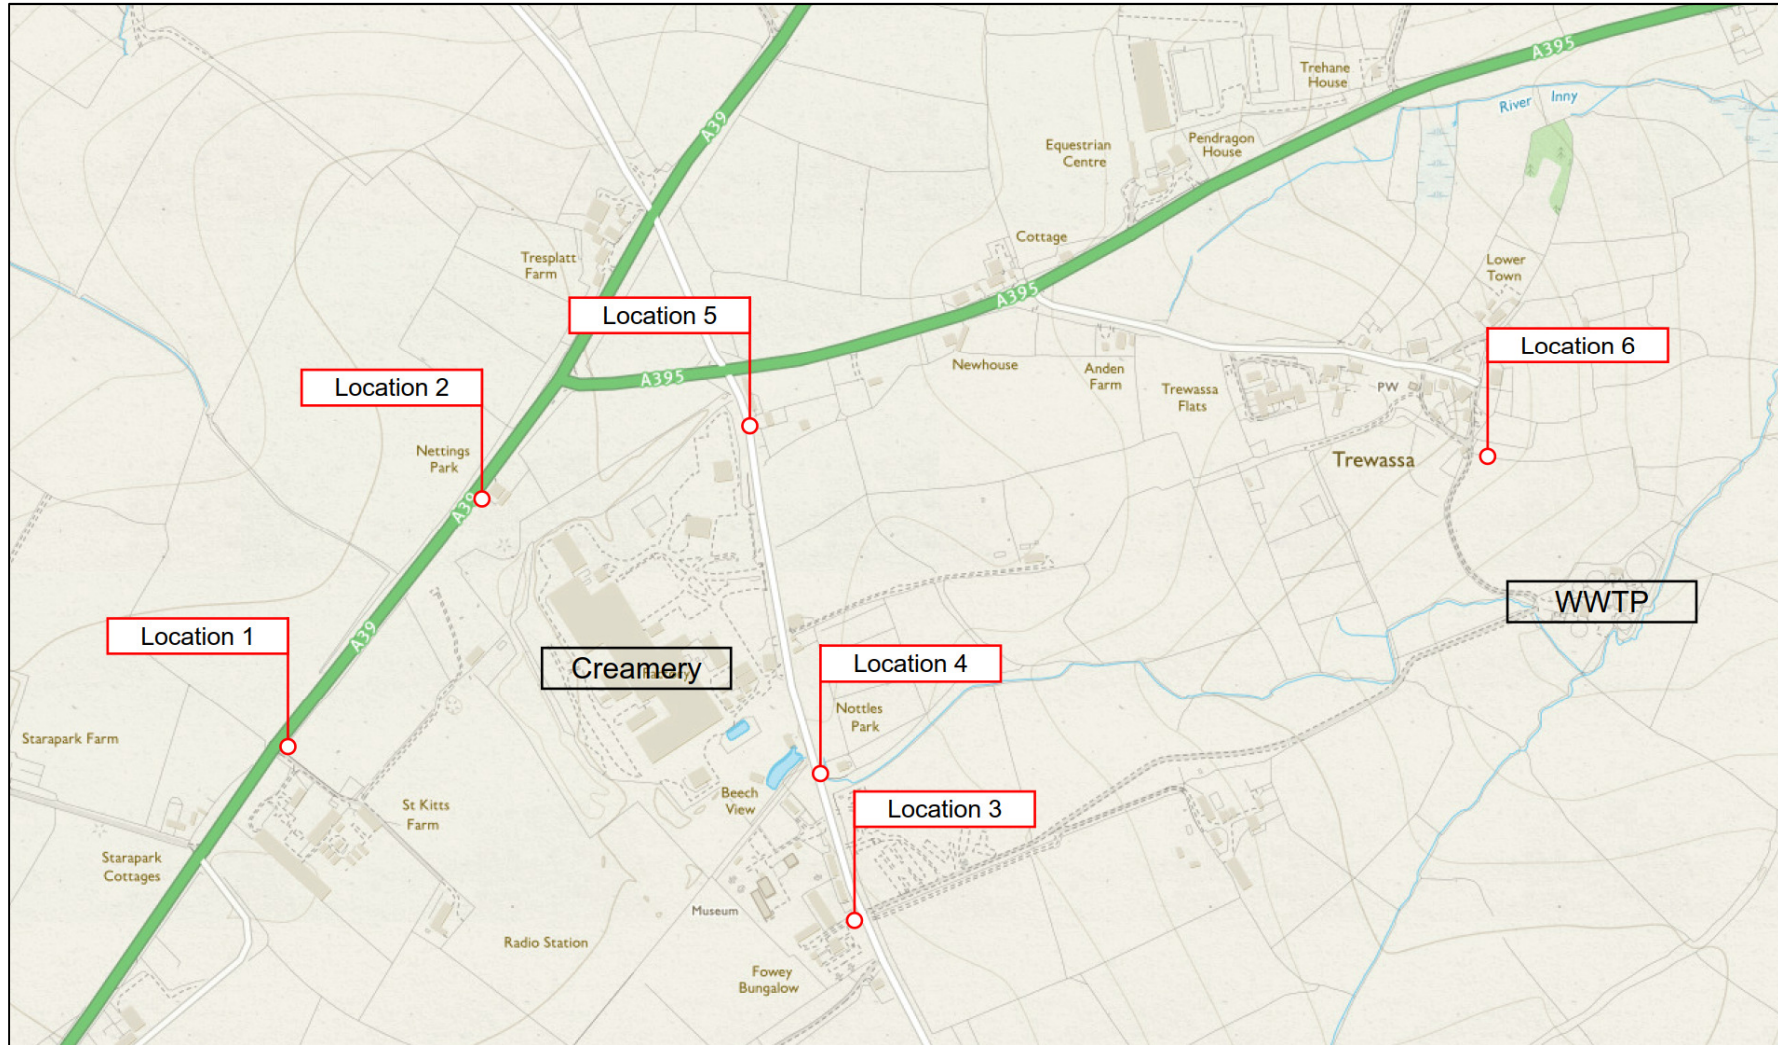 A395
Trehane
House
River Inny
A39
Pendragon
House
Equestrian
Centre
Cottage
Tresplatt
Farm
Lower
Town
Location 5
A395
Location 6
Newhouse
Anden
Farm
A395
Location 2
Trewassa
Flats
PW
Nettings
Park
Trewassa
A39
WWTP
Location 1
A39
Creamery
Factory
Location 4
Nottles
Park
Starapark Farm
Beech
View
St Kitts
Farm
Location 3
Starapark
Cottages
Museum
Radio Station
Fowey
Bungalow